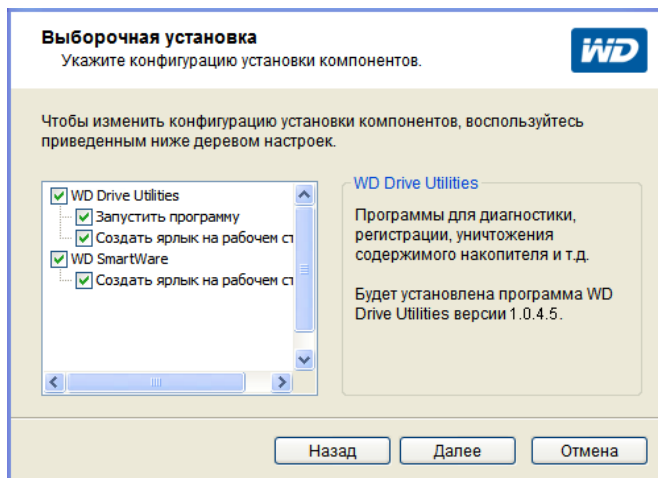 Выборочная установка
Укажите конфигурацию установки компонентов.
WD
Чтобы изменить конфигурацию установки компонентов, воспользуйтесь
приведенным ниже деревом настроек.
WD Drive Utilities
Запустить программу
Создать ярлык на рабочем ст
WD SmartWare
Создать ярлык на рабочем ст
WD Drive Utilities
Программы для диагностики,
регистрации, уничтожения
содержимого накопителя и т.д.
Будет установлена программа WD
Drive Utilities версии 1.0.4.5.
Назад
Далее
Отмена